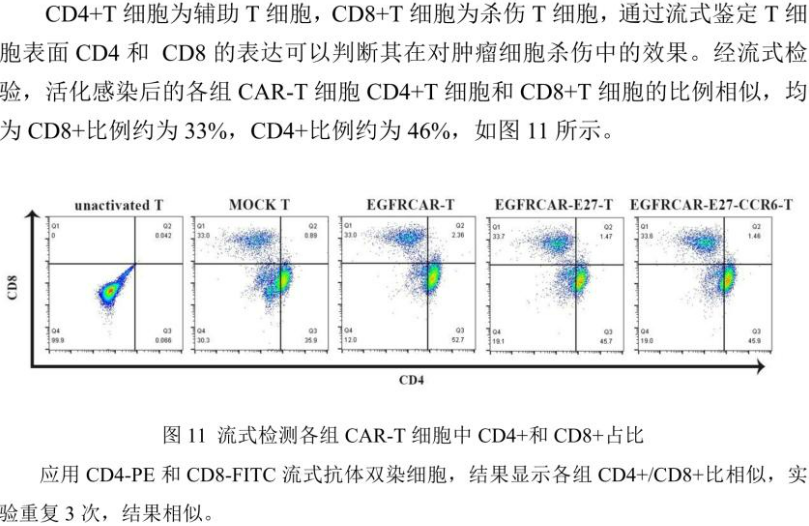 CD4+T 细胞为辅助 T 细胞，CD8+T 细胞为杀伤 T 细胞，通过流式鉴定 T 细
胞表面 CD4 和 CD8 的表达可以判断其在对肿瘤细胞杀伤中的效果。经流式检
验，活化感染后的各组 CAR-T 细胞 CD4+T 细胞和 CD8+T 细胞的比例相似，均
为 CD8+比例约为 33%，CD4+比例约为 46%，如图 11 所示。
unactivated T MOCK T EGFRCAR-T EGFRCAR-E27-T EGFRCAR-E27-CCR6-T
Q1 Q2 Q1 Q2 Q1 Q2 Q1 Q2 Q1 Q2
0 0.042 33.0 0.89 33.0 2.36 33.7 1.47 33.6 1.46
CD8
Q4 Q3 Q4 Q3 Q4 Q3 Q4 Q3 Q4 Q3
99.9 0.086 30.3 35.9 12.0 52.7 19.1 45.7 19.0 45.9
CD4
图 11 流式检测各组 CAR-T 细胞中 CD4+和 CD8+占比
应用 CD4-PE 和 CD8-FITC 流式抗体双染细胞，结果显示各组 CD4+/CD8+比相似，实
验重复 3 次，结果相似。